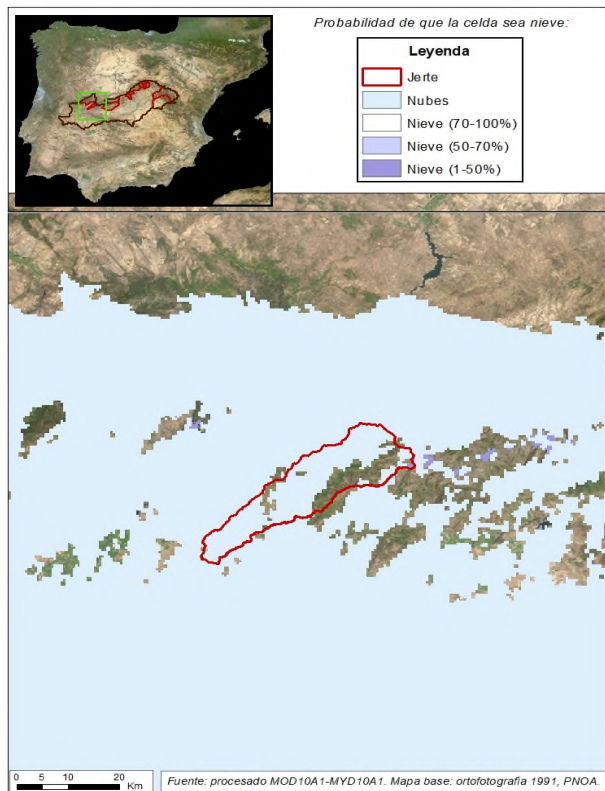 Probabilidad de que la celda sea nieve:
Leyenda
Jerte
Nubes
Nieve (70-100%)
Nieve (50-70%)
Nieve (1-50%)
0 5 10 20
Km
Fuente: procesado MOD10A1-MYD10A1. Mapa base: ortofotografía 1991, PNOA.